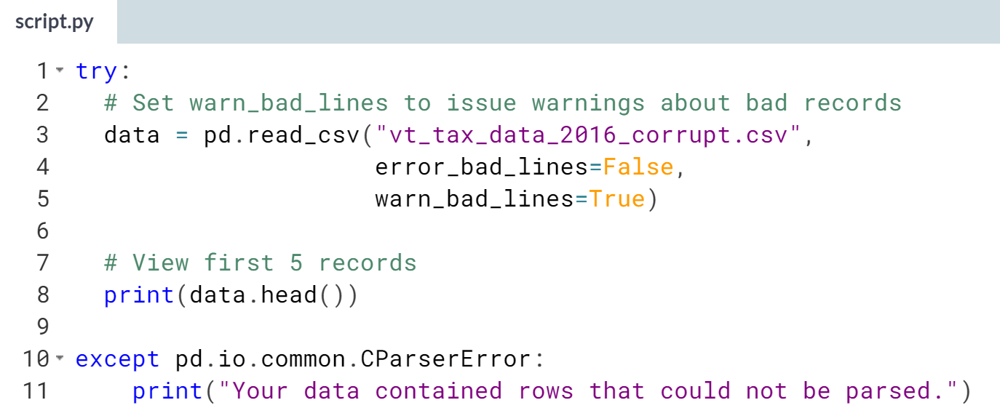 script.py
1 try:
2   # Set warn_bad_lines to issue warnings about bad records
3   data = pd.read_csv("vt_tax_data_2016_corrupt.csv",
4                      error_bad_lines=False,
5                      warn_bad_lines=True)
6
7   # View first 5 records
8   print(data.head())
9
10 except pd.io.common.CParserError:
11     print("Your data contained rows that could not be parsed.")